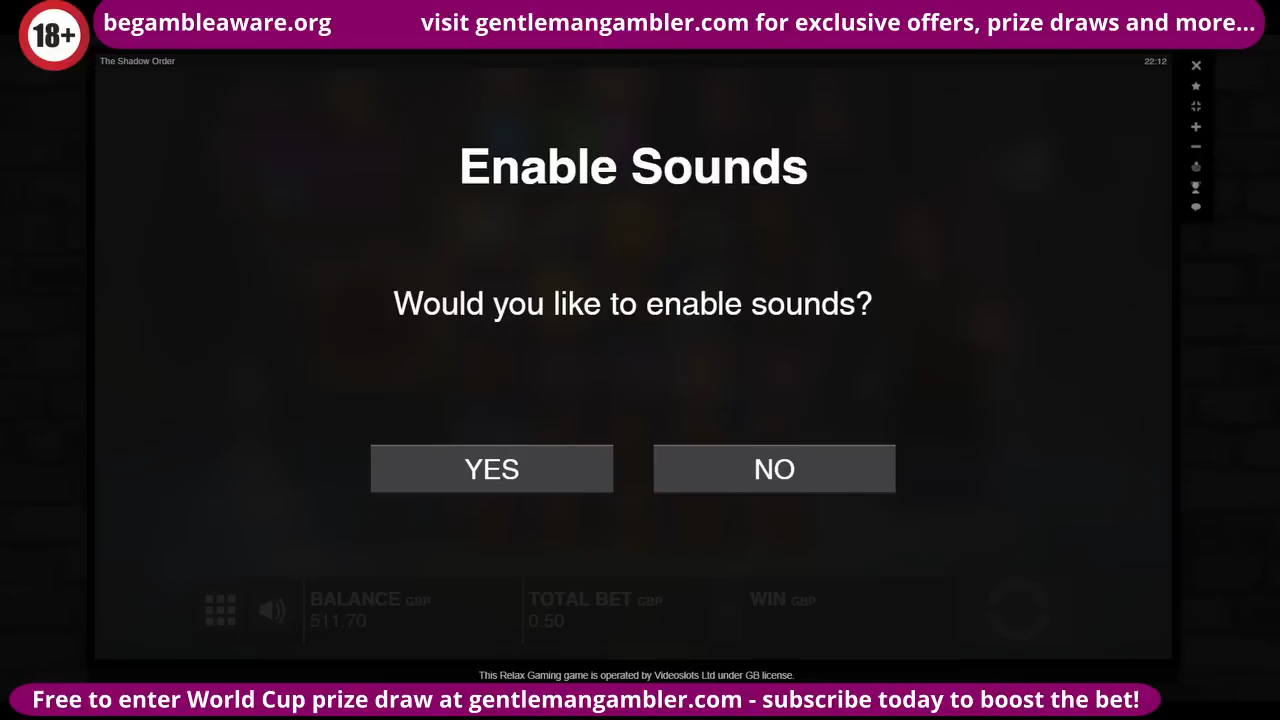 18+
begambleaware.org
visit gentlemangambler.com for exclusive offers, prize draws and more...
The Shadow Order
22:12
Enable Sounds
Would you like to enable sounds?
YES
NO
BALANCE GBP
511.70
TOTAL BET GBP
0.50
WIN GBP
This Relax Gaming game is operated by Videoslots Ltd under GB license.
Free to enter World Cup prize draw at gentlemangambler.com - subscribe today to boost the bet!